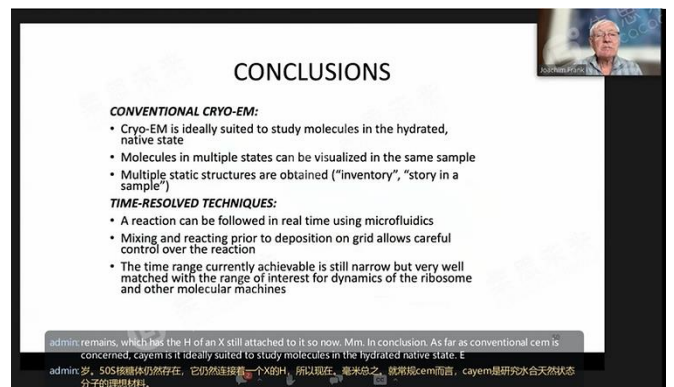 CONCLUSIONS
CONVENTIONAL CRYO-EM:
• Cryo-EM is ideally suited to study molecules in the hydrated,
native state
• Molecules in multiple states can be visualized in the same sample
• Multiple static structures are obtained (“inventory”, “story in a
sample”)
TIME-RESOLVED TECHNIQUES:
• A reaction can be followed in real time using microfluidics
• Mixing and reacting prior to deposition on grid allows careful
control over the reaction
• The time range currently achievable is still narrow but very well
matched with the range of interest for dynamics of the ribosome
and other molecular machines
Joachim Frank
admin: remains, which has the H of an X still attached to it so now. Mm. In conclusion. As far as conventional cem is
concerned, cayem is it ideally suited to study molecules in the hydrated native state. E
admin: 岁。50S核糖体仍然存在，它仍然连接着一个X的H。所以现在。毫米总之。就常规cem而言，cayem是研究水合天然状态
分子的理想材料。